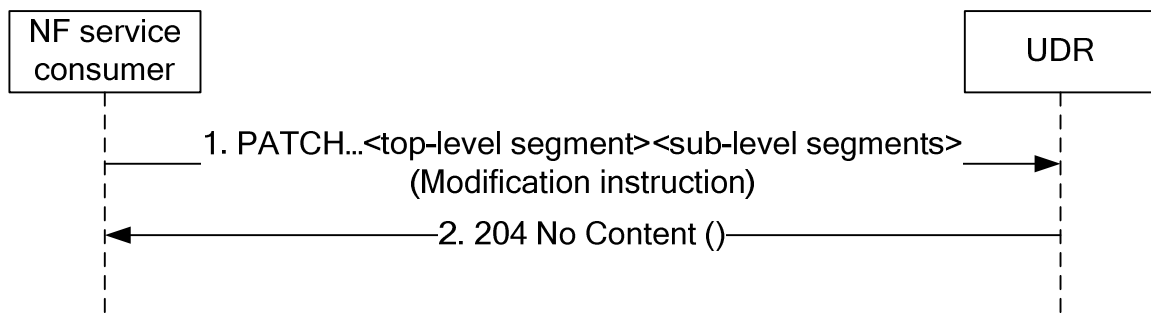 NF service
consumer
UDR
1. PATCH...<top-level segment><sub-level segments>
(Modification instruction)
2. 204 No Content ()